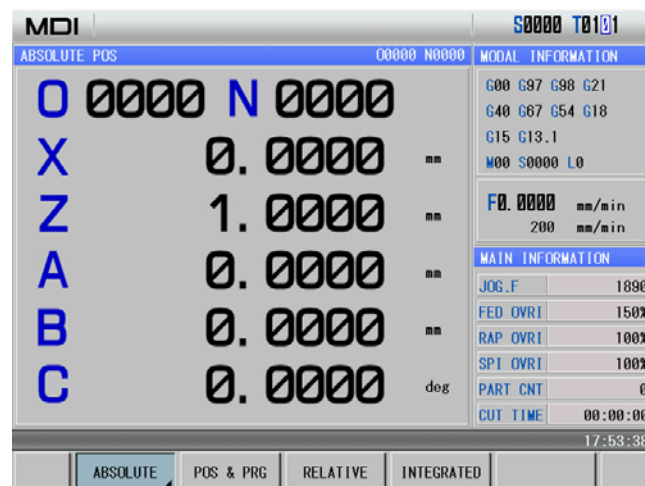 MDI S0000 T0101
ABSOLUTE POS O0000 N0000
O 0000 N 0000
X 0.0000 mm
Z 1.0000 mm
A 0.0000 mm
B 0.0000 mm
C 0.0000 deg
MODAL INFORMATION
G00 G97 G98 G21
G40 G67 G54 G18
G15 G13.1
M00 S0000 L0
F0.0000 mm/min
200 mm/min
MAIN INFORMATION
JOG.F 1890
FED OVRI 150%
RAP OVRI 100%
SPI OVRI 100%
PART CNT 0
CUT TIME 00:00:00
17:53:38
ABSOLUTE POS & PRG RELATIVE INTEGRATED